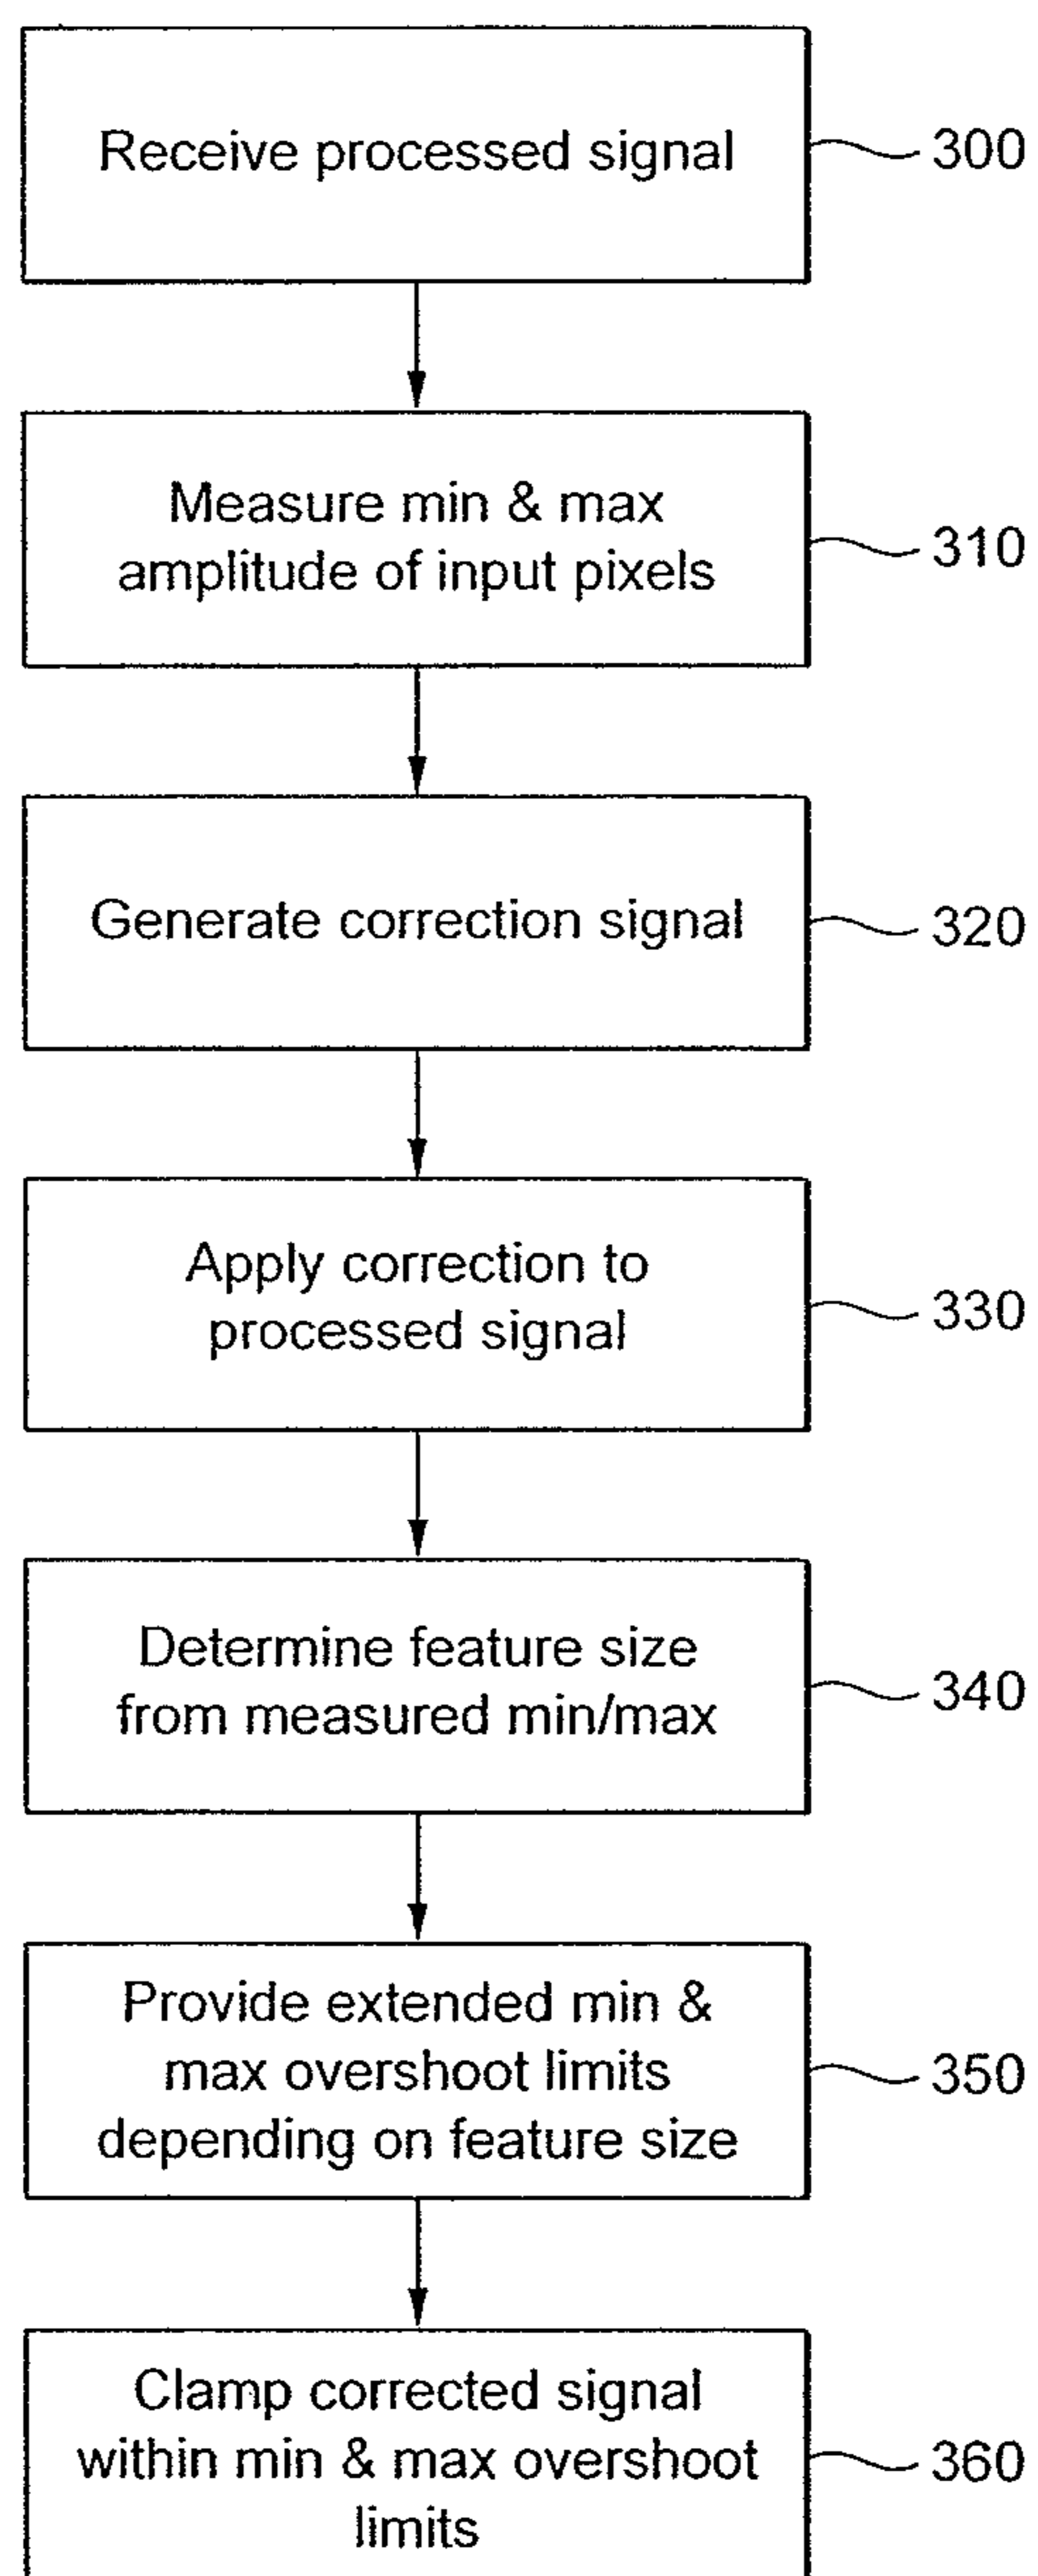 Receive processed signal
300
Measure min & max
amplitude of input pixels
310
Generate correction signal
320
Apply correction to
processed signal
330
Determine feature size
from measured min/max
340
Provide extended min &
max overshoot limits
depending on feature size
350
Clamp corrected signal
within min & max overshoot
limits
360